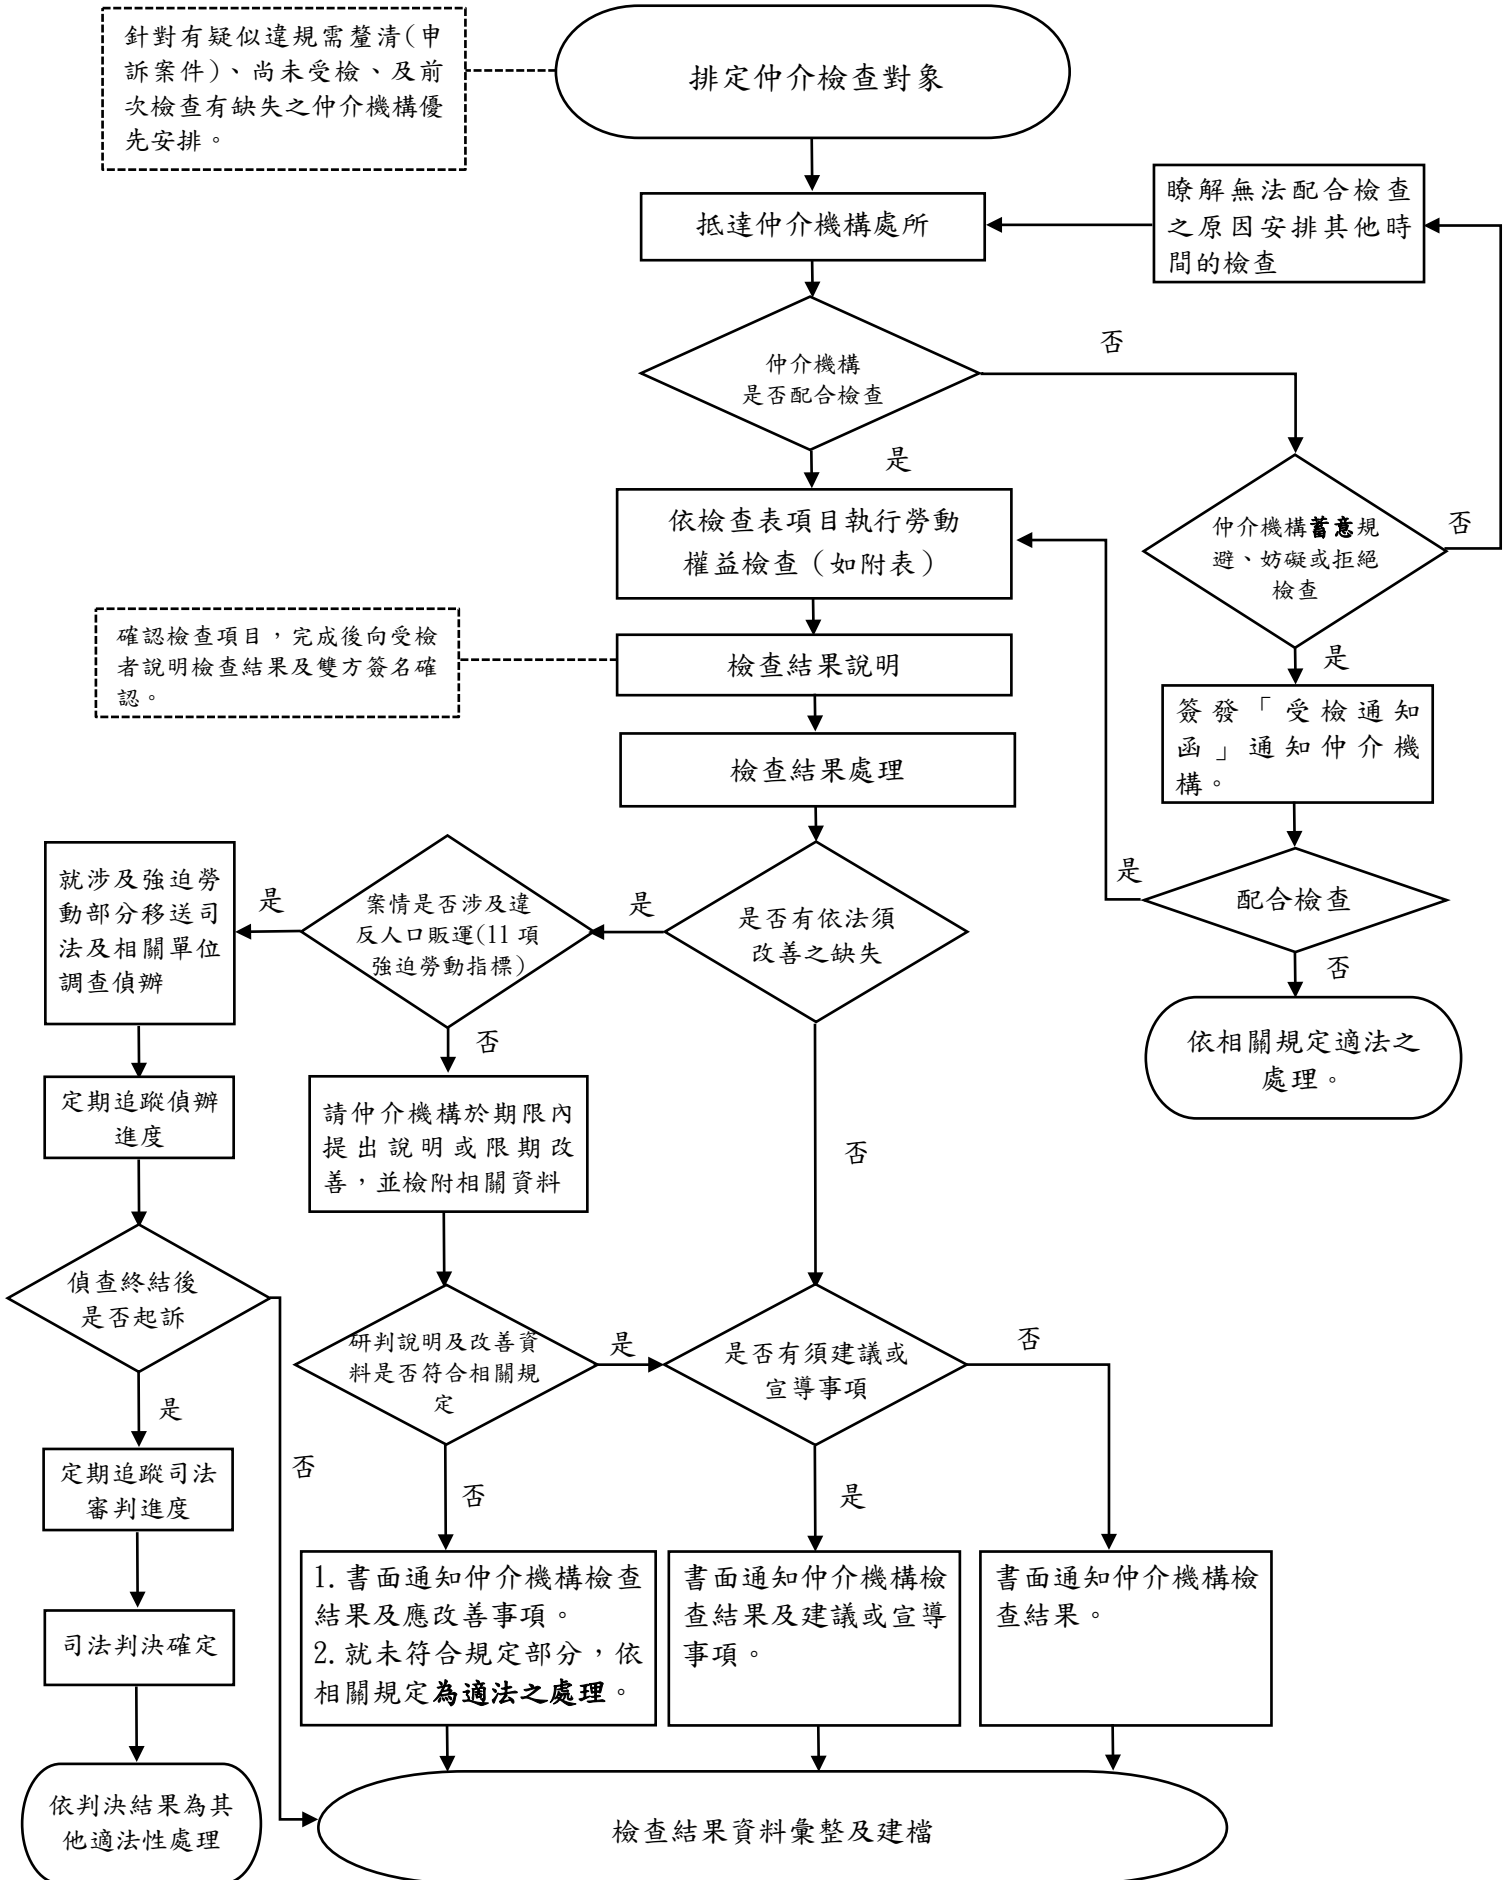 針對有疑似違規需釐清(申
訴案件)、尚未受檢、及前
次檢查有缺失之仲介機構優
先安排。
排定仲介檢查對象
抵達仲介機構處所
瞭解無法配合檢查
之原因安排其他時
間的檢查
仲介機構
是否配合檢查
否
是
依檢查表項目執行勞動
權益檢查（如附表）
仲介機構蓄意規
避、妨礙或拒絕
檢查
否
是
確認檢查項目，完成後向受檢
者說明檢查結果及雙方簽名確
認。
檢查結果說明
簽發「受檢通知
函」通知仲介機
構。
檢查結果處理
配合檢查
是
否
依相關規定適法之
處理。
是否有依法須
改善之缺失
是
否
案情是否涉及違
反人口販運(11 項
強迫勞動指標)
是
否
就涉及強迫勞
動部分移送司
法及相關單位
調查偵辦
定期追蹤偵辦
進度
請仲介機構於期限內
提出說明或限期改
善，並檢附相關資料
偵查終結後
是否起訴
是
否
研判說明及改善資
料是否符合相關規
定
是
否
是否有須建議或
宣導事項
否
是
定期追蹤司法
審判進度
司法判決確定
依判決結果為其
他適法性處理
1. 書面通知仲介機構檢查
結果及應改善事項。
2. 就未符合規定部分，依
相關規定為適法之處理。
書面通知仲介機構檢
查結果及建議或宣導
事項。
書面通知仲介機構檢
查結果。
檢查結果資料彙整及建檔